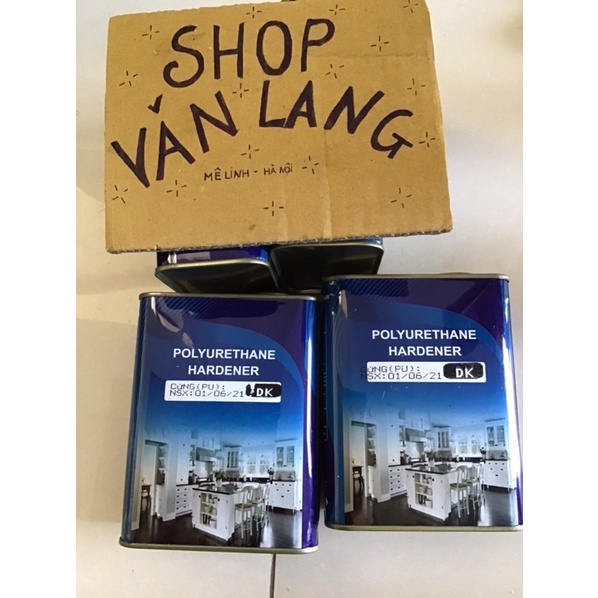 SHOP
VĂN LANG
MÊ LINH - HÀ NỘI
POLYURETHANE
HARDENER
CỨNG(PU):
NSX:01/06/21 DK
POLYURETHANE
HARDENER
CỨNG(PU):
NSX:01/06/21 DK